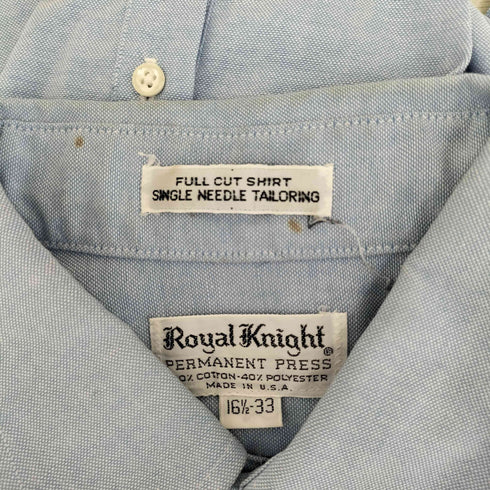 FULL CUT SHIRT
SINGLE NEEDLE TAILORING
Royal Knight®
PERMANENT PRESS
0% COTTON-40% POLYESTER
MADE IN U.S.A.
16½-33